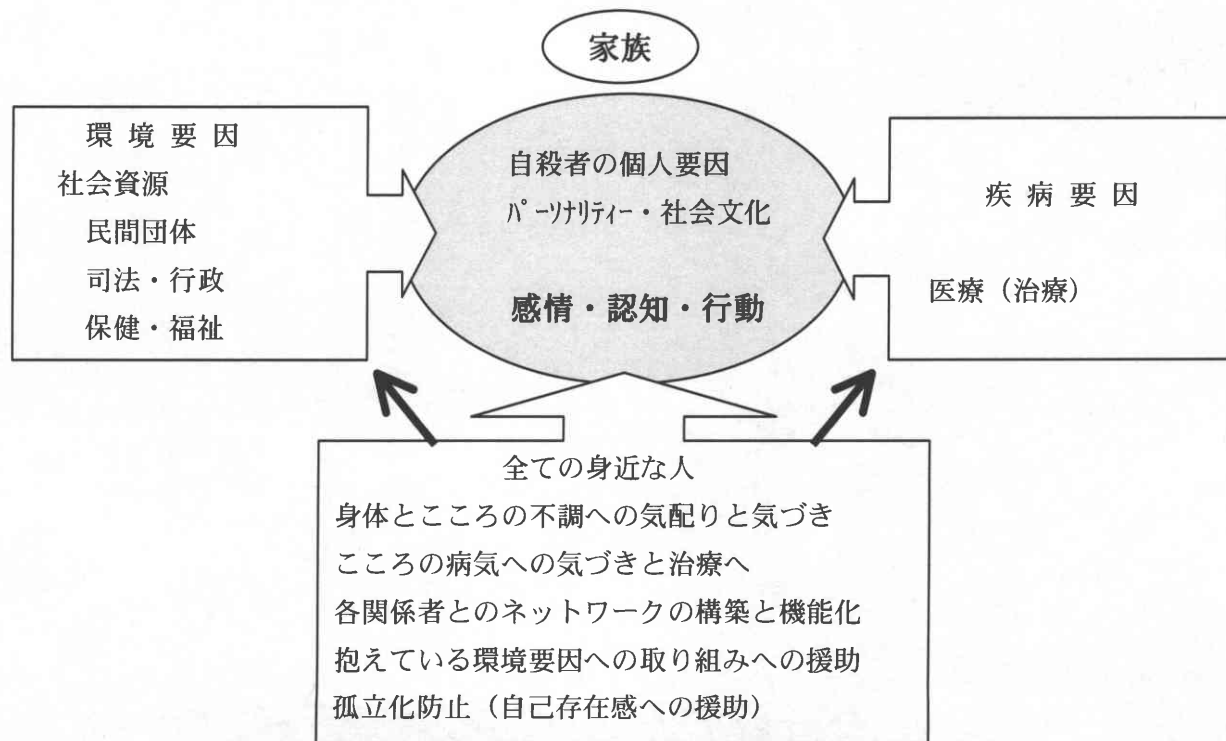 家族
環境要因
社会資源
民間団体
司法・行政
保健・福祉
自殺者の個人要因
ﾊﾟｰｿﾅﾘﾃｨｰ・社会文化
感情・認知・行動
疾病要因
医療（治療）
全ての身近な人
身体とこころの不調への気配りと気づき
こころの病気への気づきと治療へ
各関係者とのネットワークの構築と機能化
抱えている環境要因への取り組みへの援助
孤立化防止（自己存在感への援助）